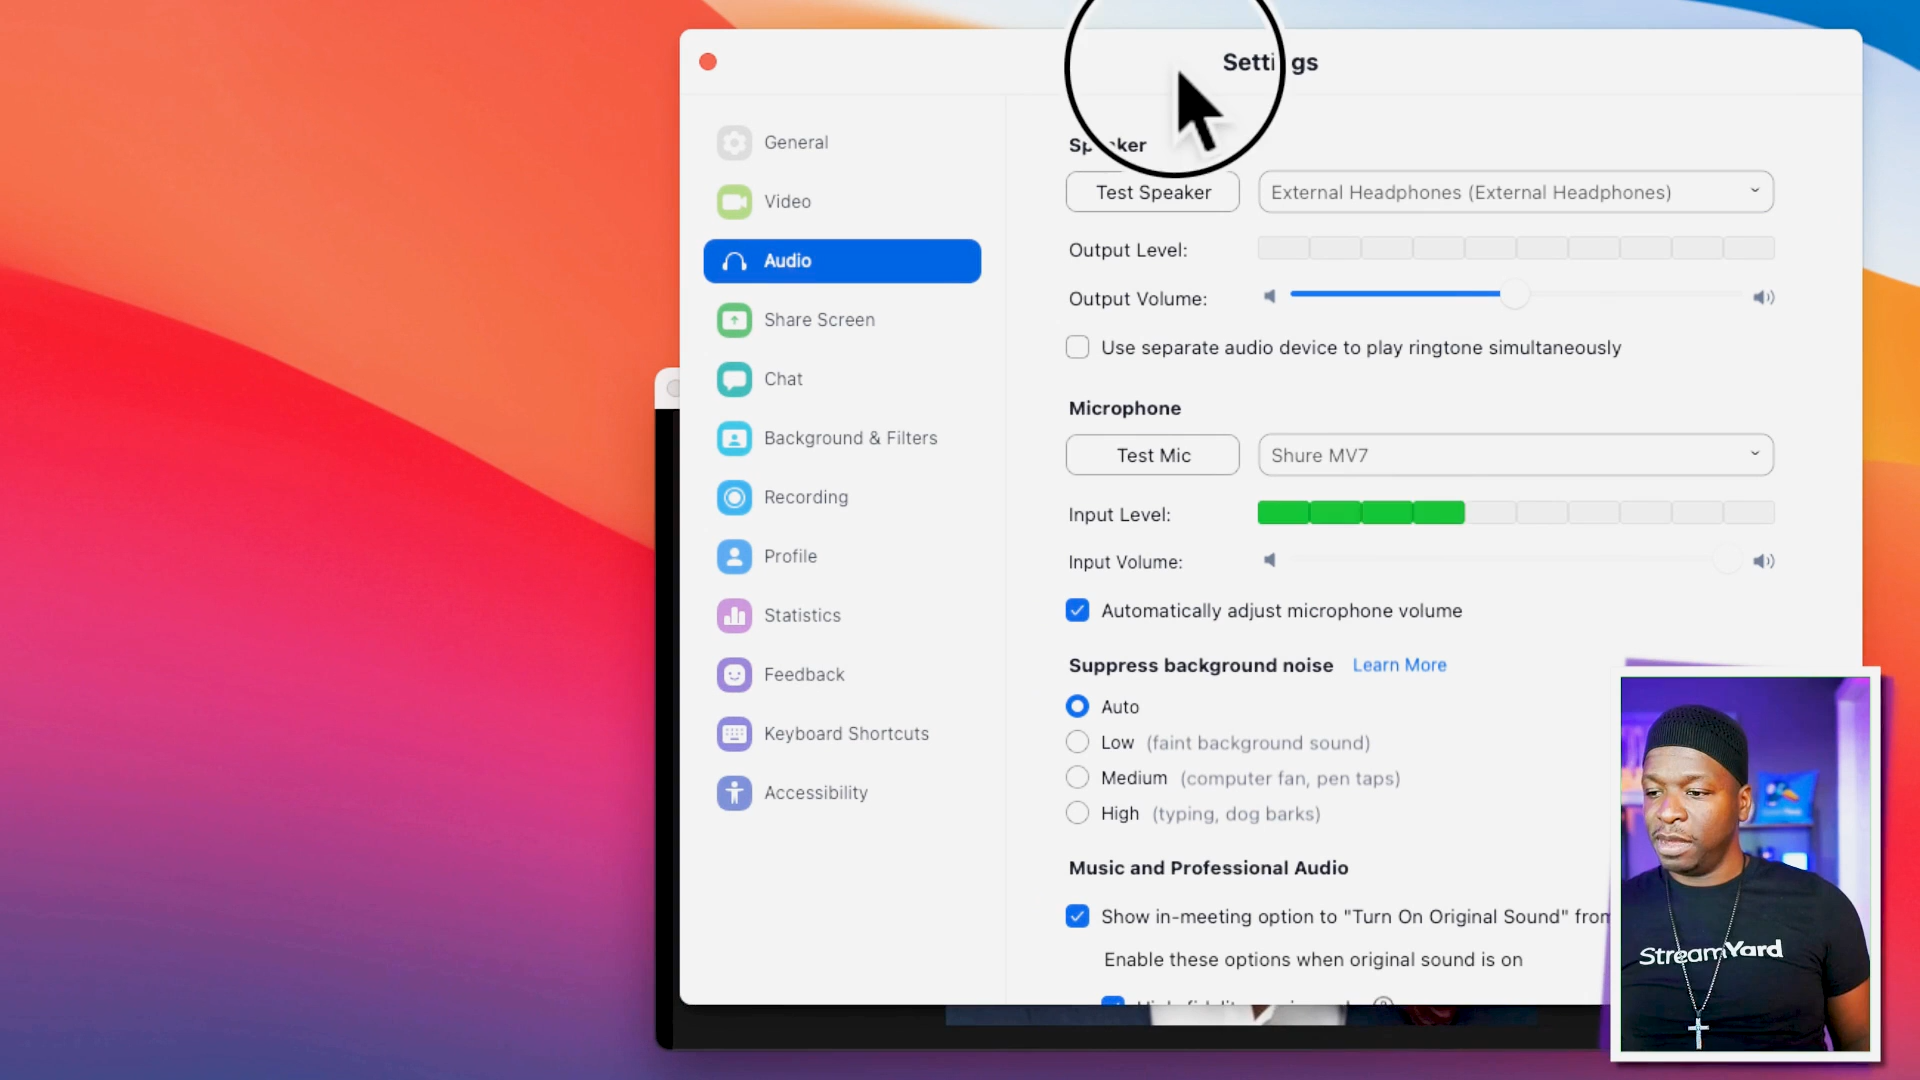 Setti gs
General
Video
Audio
Share Screen
Chat
Background & Filters
Recording
Profile
Statistics
Feedback
Keyboard Shortcuts
Accessibility
Speaker
Test Speaker
External Headphones (External Headphones)
Output Level:
Output Volume:
Use separate audio device to play ringtone simultaneously
Microphone
Test Mic
Shure MV7
Input Level:
Input Volume:
Automatically adjust microphone volume
Suppress background noise Learn More
Auto
Low (faint background sound)
Medium (computer fan, pen taps)
High (typing, dog barks)
Music and Professional Audio
Show in-meeting option to "Turn On Original Sound" from
Enable these options when original sound is on
StreamYard